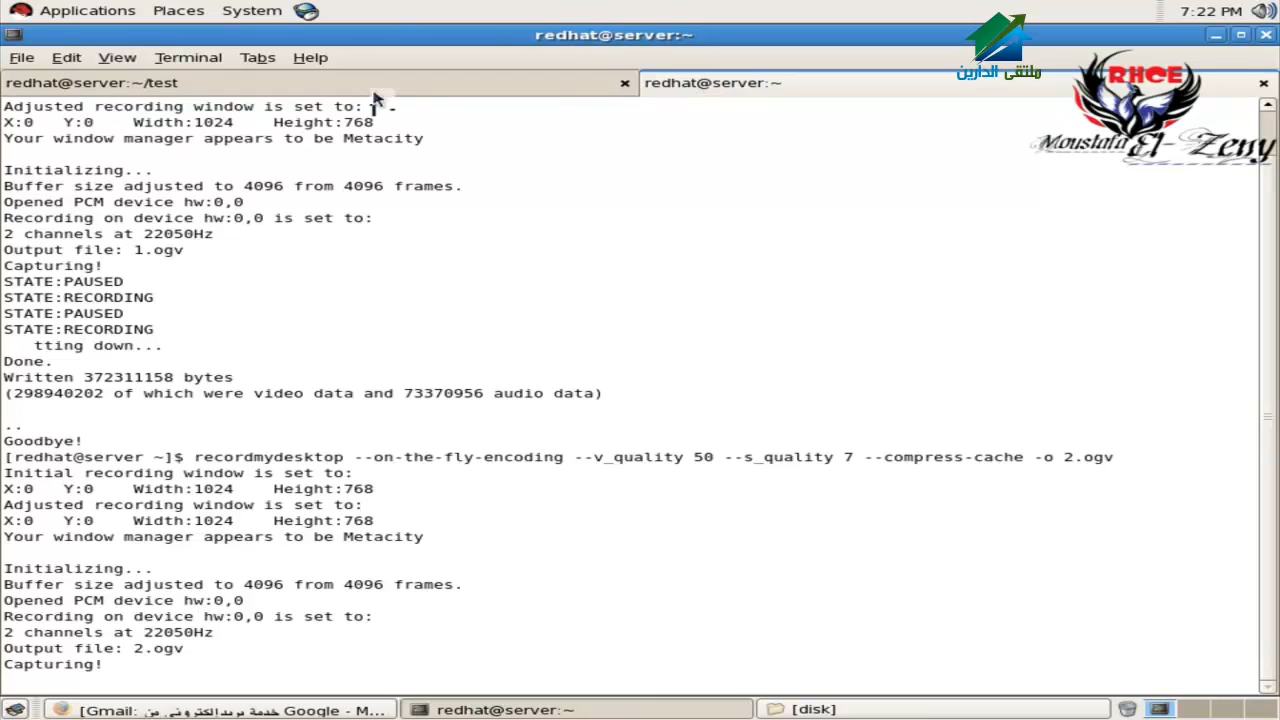 Applications Places System 7:22 PM
redhat@server:~
File Edit View Terminal Tabs Help
ملتقى الدارين
RHCE
Moustafa El-Zeny
redhat@server:~/test redhat@server:~
Adjusted recording window is set to:
X:0 Y:0 Width:1024 Height:768
Your window manager appears to be Metacity
Initializing...
Buffer size adjusted to 4096 from 4096 frames.
Opened PCM device hw:0,0
Recording on device hw:0,0 is set to:
2 channels at 22050Hz
Output file: 1.ogv
Capturing!
STATE:PAUSED
STATE:RECORDING
STATE:PAUSED
STATE:RECORDING
tting down...
Done.
Written 372311158 bytes
(298940202 of which were video data and 73370956 audio data)
..
Goodbye!
[redhat@server ~]$ recordmydesktop --on-the-fly-encoding --v_quality 50 --s_quality 7 --compress-cache -o 2.ogv
Initial recording window is set to:
X:0 Y:0 Width:1024 Height:768
Adjusted recording window is set to:
X:0 Y:0 Width:1024 Height:768
Your window manager appears to be Metacity
Initializing...
Buffer size adjusted to 4096 from 4096 frames.
Opened PCM device hw:0,0
Recording on device hw:0,0 is set to:
2 channels at 22050Hz
Output file: 2.ogv
Capturing!
[Gmail: خدمة بريد إلكتروني من Google - M... redhat@server:~ [disk]